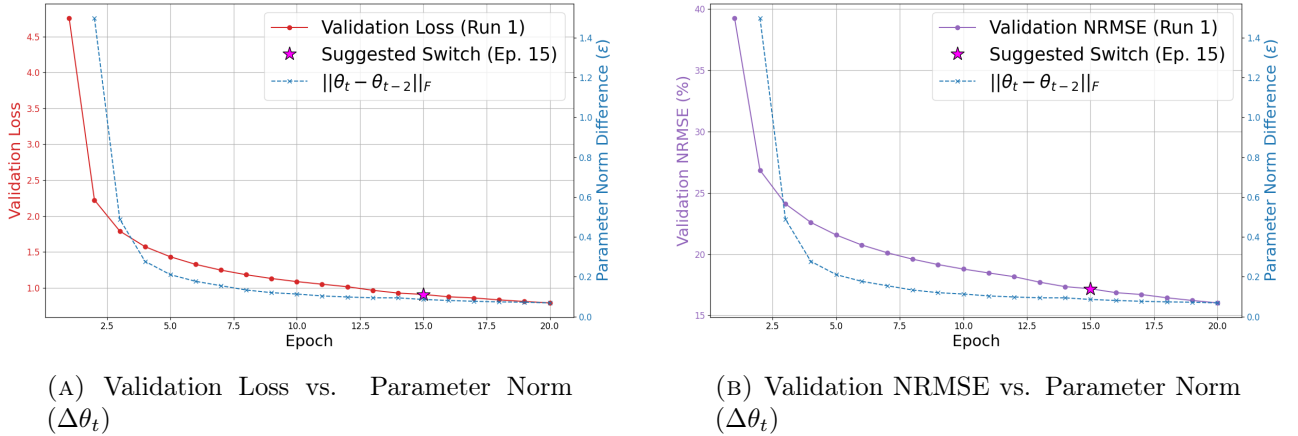 Validation Loss (Run 1)
Suggested Switch (Ep. 15)
||θₜ − θₜ₋₂||F
Validation Loss
4.5
4.0
3.5
3.0
2.5
2.0
1.5
1.0
2.5 5.0 7.5 10.0 12.5 15.0 17.5 20.0
Epoch
1.4
1.2
1.0
0.8
0.6
0.4
0.2
0.0
Parameter Norm Difference (ε)
(A) Validation Loss vs. Parameter Norm
(Δθₜ)
Validation NRMSE (Run 1)
Suggested Switch (Ep. 15)
||θₜ − θₜ₋₂||F
Validation NRMSE (%)
40
35
30
25
20
15
2.5 5.0 7.5 10.0 12.5 15.0 17.5 20.0
Epoch
1.4
1.2
1.0
0.8
0.6
0.4
0.2
0.0
Parameter Norm Difference (ε)
(B) Validation NRMSE vs. Parameter Norm
(Δθₜ)